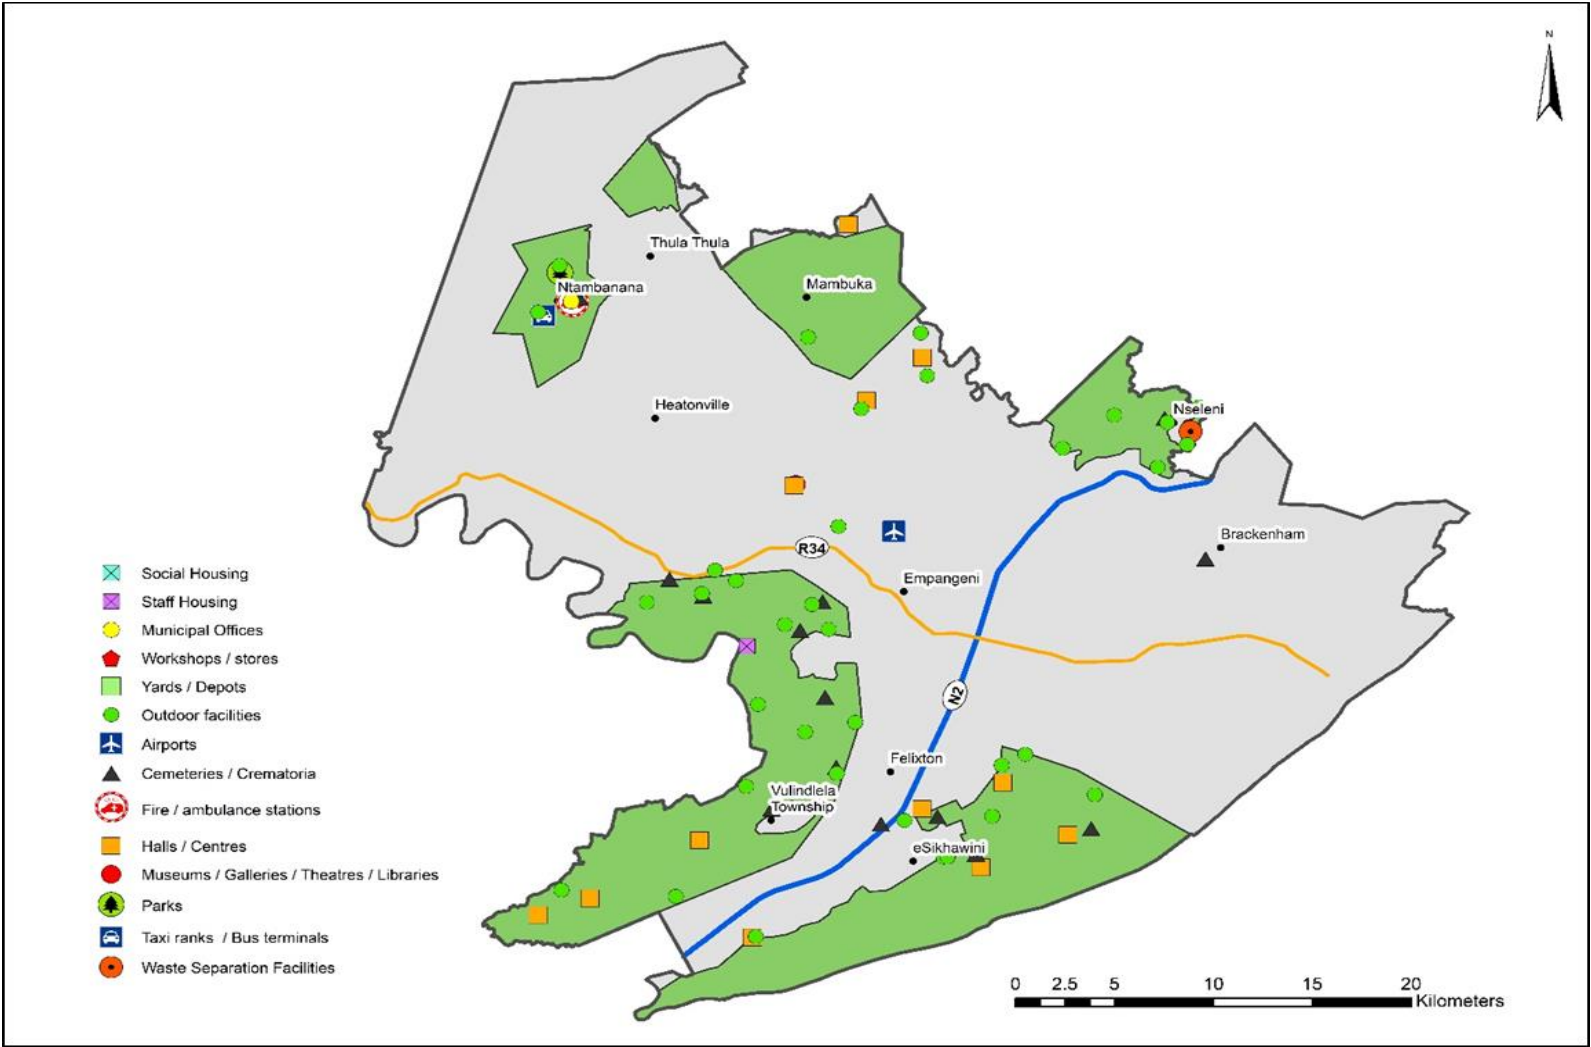 N
Thula Thula
Mambuka
Ntambanana
Heatonville
Nseleni
Brackenham
R34
Empangeni
N2
Felixton
Vulindlela
Township
eSikhawini
Social Housing
Staff Housing
Municipal Offices
Workshops / stores
Yards / Depots
Outdoor facilities
Airports
Cemeteries / Crematoria
Fire / ambulance stations
Halls / Centres
Museums / Galleries / Theatres / Libraries
Parks
Taxi ranks / Bus terminals
Waste Separation Facilities
0 2.5 5 10 15 20
Kilometers